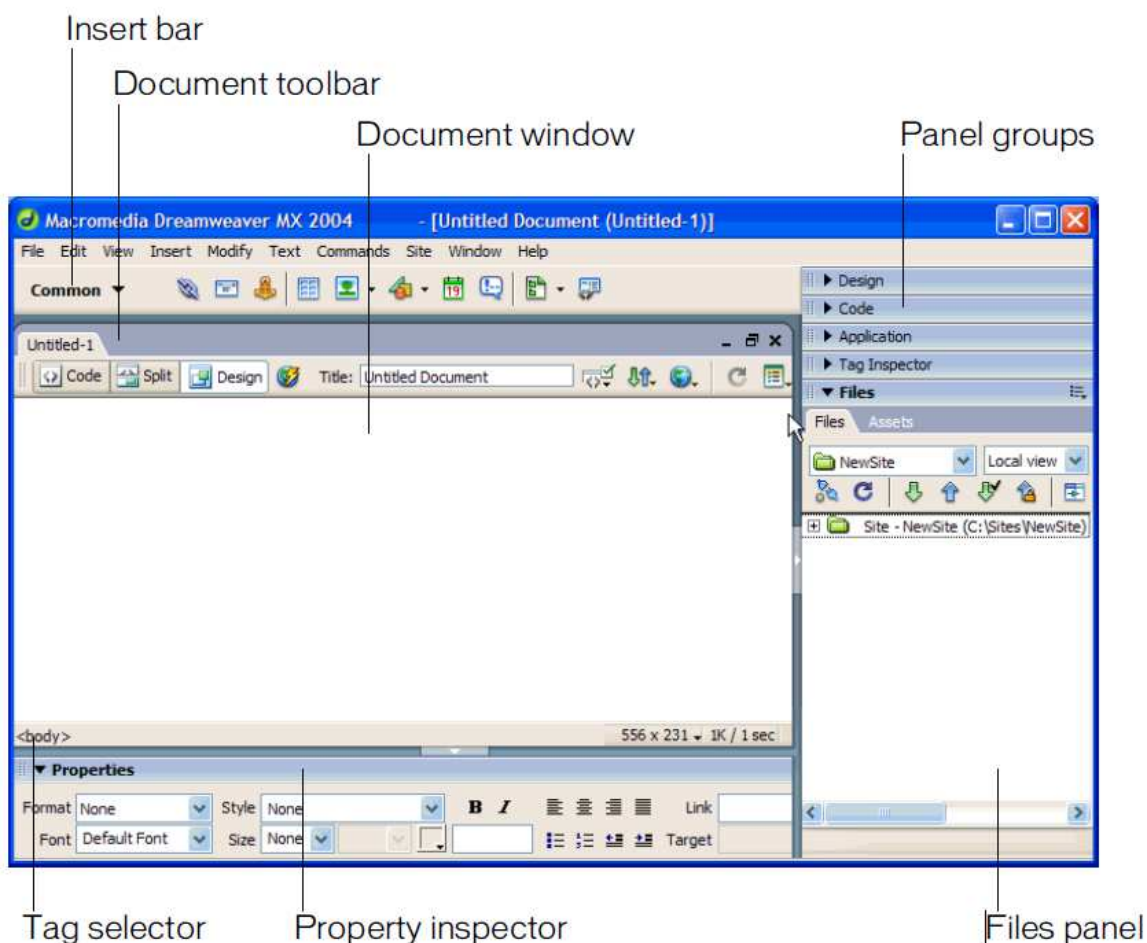 Insert bar
Document toolbar
Document window
Panel groups
Macromedia Dreamweaver MX 2004 - [Untitled Document (Untitled-1)]
File Edit View Insert Modify Text Commands Site Window Help
Common
19
Design
Code
Application
Tag Inspector
Files
Untitled-1
Code Split Design Title: Untitled Document
Files Assets
NewSite Local view
Site - NewSite (C:\Sites\NewSite)
<body> 556 x 231 1K / 1 sec
Properties
Format None Style None B I Link
Font Default Font Size None Target
Tag selector
Property inspector
Files panel